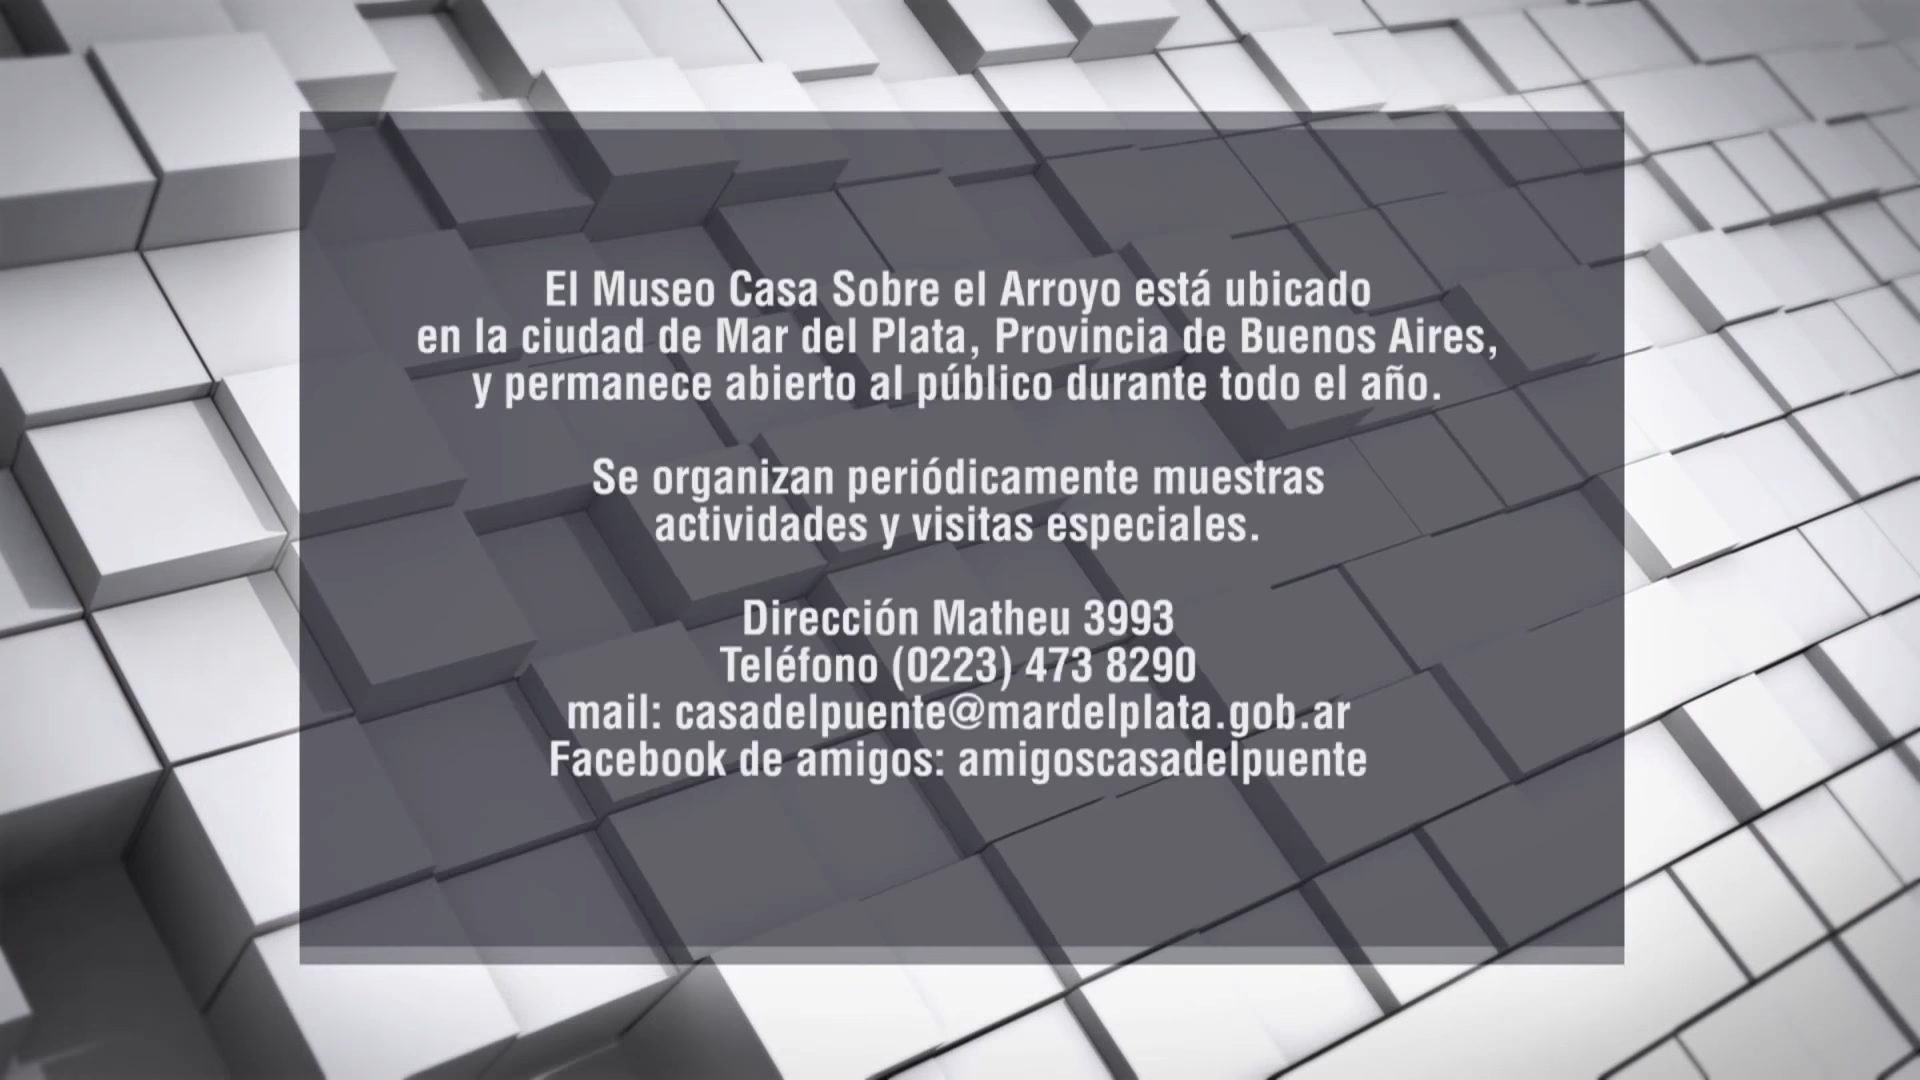 El Museo Casa Sobre el Arroyo está ubicado
en la ciudad de Mar del Plata, Provincia de Buenos Aires,
y permanece abierto al público durante todo el año.
Se organizan periódicamente muestras
actividades y visitas especiales.
Dirección Matheu 3993
Teléfono (0223) 473 8290
mail: casadelpuente@mardelplata.gob.ar
Facebook de amigos: amigoscasadelpuente